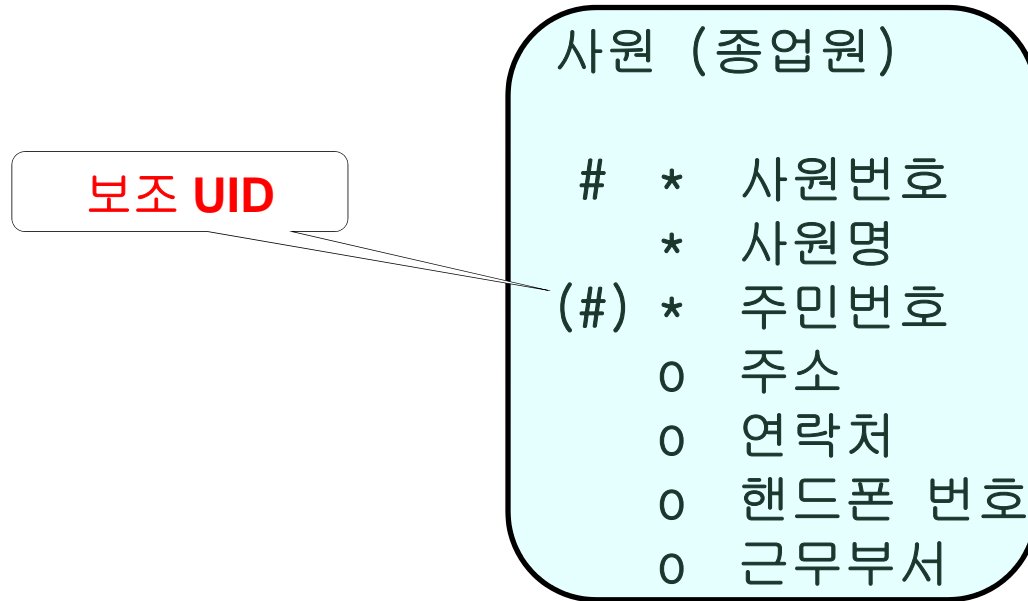 사원 (종업원)
보조 UID
# * 사원번호
* 사원명
(#) * 주민번호
o 주소
o 연락처
o 핸드폰 번호
o 근무부서